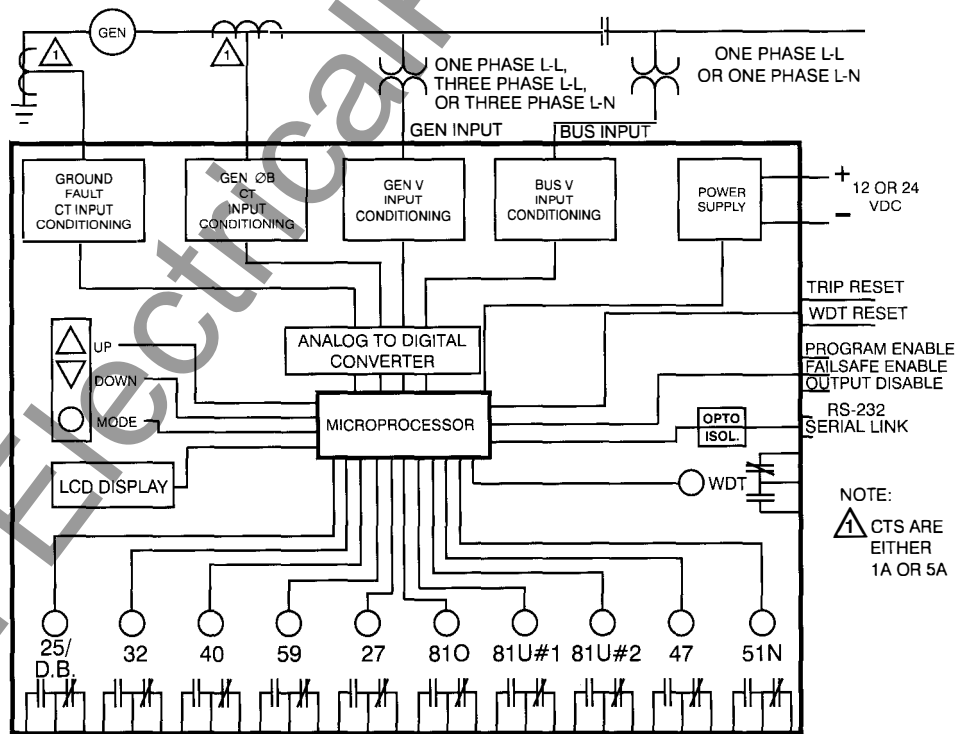 GEN
1
1
ONE PHASE L-L,
THREE PHASE L-L,
OR THREE PHASE L-N
ONE PHASE L-L
OR ONE PHASE L-N
GEN INPUT
BUS INPUT
GROUND
FAULT
CT INPUT
CONDITIONING
GEN ØB
CT
INPUT
CONDITIONING
GEN V
INPUT
CONDITIONING
BUS V
INPUT
CONDITIONING
POWER
SUPPLY
+
12 OR 24
VDC
−
TRIP RESET
WDT RESET
UP
DOWN
MODE
ANALOG TO DIGITAL
CONVERTER
PROGRAM ENABLE
FAILSAFE ENABLE
OUTPUT DISABLE
MICROPROCESSOR
OPTO
ISOL.
RS-232
SERIAL LINK
LCD DISPLAY
WDT
NOTE:
1 CTS ARE
EITHER
1A OR 5A
25/
D.B.
32
40
59
27
81O
81U#1
81U#2
47
51N
Electrical